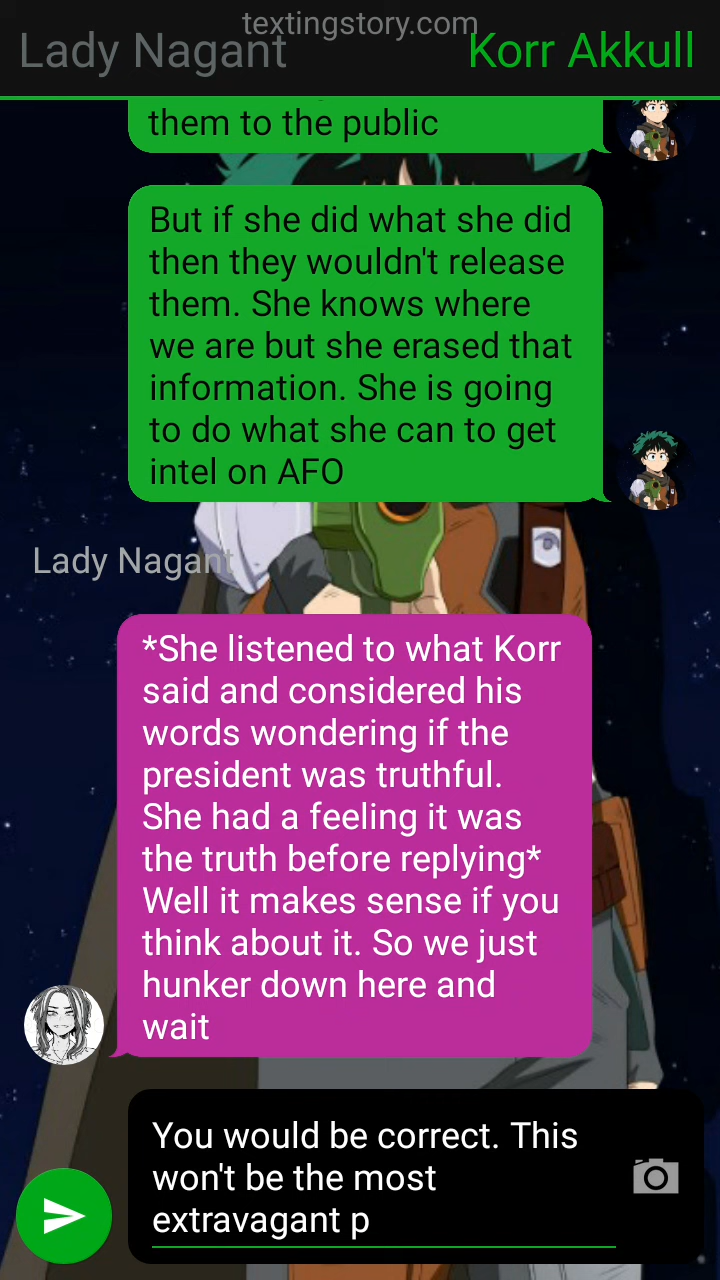 textingstory.com
Lady Nagant
Korr Akkull
them to the public
But if she did what she did
then they wouldn't release
them. She knows where
we are but she erased that
information. She is going
to do what she can to get
intel on AFO
Lady Nagant
*She listened to what Korr
said and considered his
words wondering if the
president was truthful.
She had a feeling it was
the truth before replying*
Well it makes sense if you
think about it. So we just
hunker down here and
wait
You would be correct. This
won't be the most
extravagant p